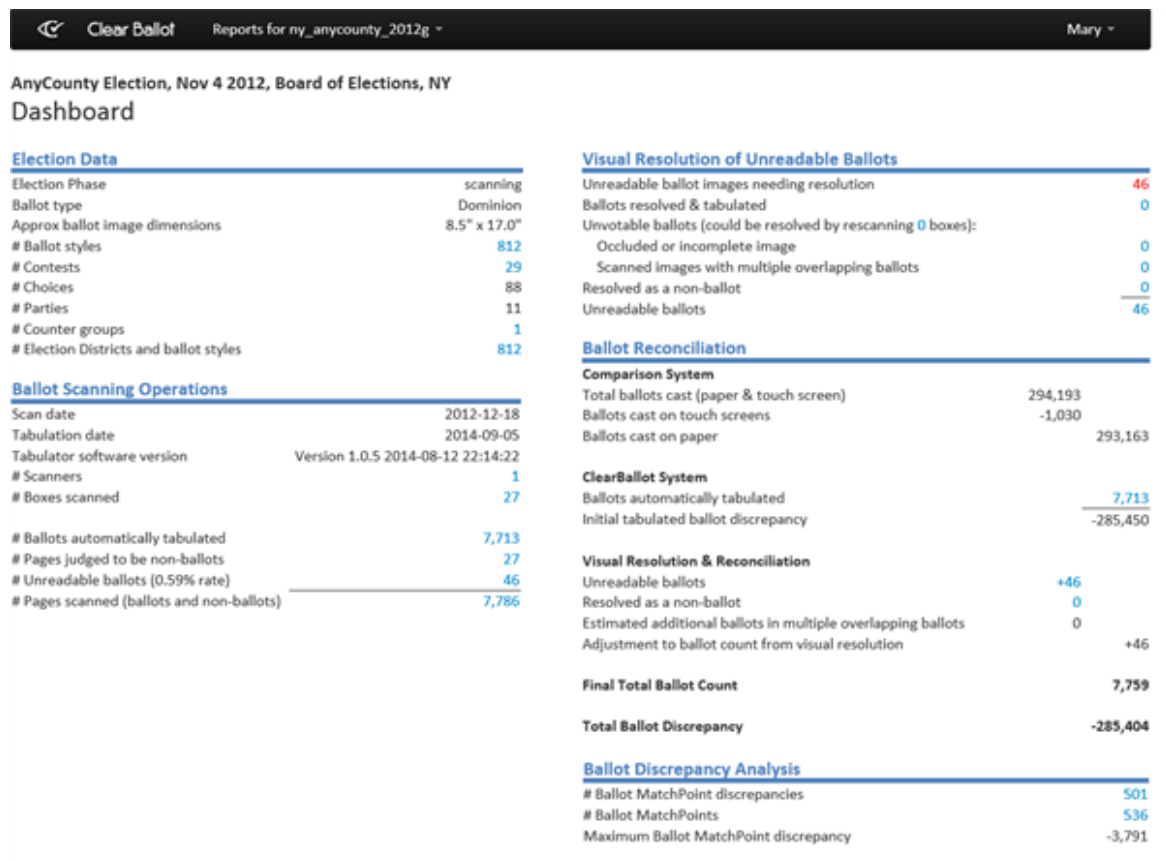 Clear Ballot Reports for ny_anycounty_2012g Mary
AnyCounty Election, Nov 4 2012, Board of Elections, NY
Dashboard
Election Data
Election Phase scanning
Ballot type Dominion
Approx ballot image dimensions 8.5" x 17.0"
# Ballot styles 812
# Contests 29
# Choices 88
# Parties 11
# Counter groups 1
# Election Districts and ballot styles 812
Ballot Scanning Operations
Scan date 2012-12-18
Tabulation date 2014-09-05
Tabulator software version Version 1.0.5 2014-08-12 22:14:22
# Scanners 1
# Boxes scanned 27
# Ballots automatically tabulated 7,713
# Pages judged to be non-ballots 27
# Unreadable ballots (0.59% rate) 46
# Pages scanned (ballots and non-ballots) 7,786
Visual Resolution of Unreadable Ballots
Unreadable ballot images needing resolution 46
Ballots resolved & tabulated 0
Unvotable ballots (could be resolved by rescanning 0 boxes):
Occluded or incomplete image 0
Scanned images with multiple overlapping ballots 0
Resolved as a non-ballot 0
Unreadable ballots 46
Ballot Reconciliation
Comparison System
Total ballots cast (paper & touch screen) 294,193
Ballots cast on touch screens -1,030
Ballots cast on paper 293,163
ClearBallot System
Ballots automatically tabulated 7,713
Initial tabulated ballot discrepancy -285,450
Visual Resolution & Reconciliation
Unreadable ballots +46
Resolved as a non-ballot 0
Estimated additional ballots in multiple overlapping ballots 0
Adjustment to ballot count from visual resolution +46
Final Total Ballot Count 7,759
Total Ballot Discrepancy -285,404
Ballot Discrepancy Analysis
# Ballot MatchPoint discrepancies 501
# Ballot MatchPoints 536
Maximum Ballot MatchPoint discrepancy -3,791